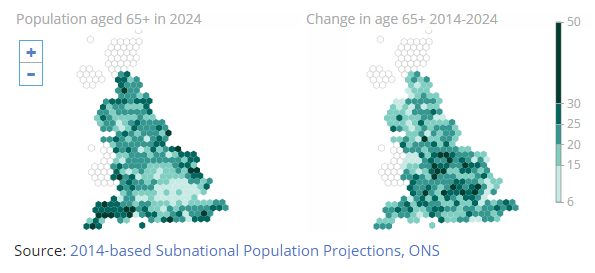 Population aged 65+ in 2024
Change in age 65+ 2014-2024
+
-
50
30
25
20
15
6
Source: 2014-based Subnational Population Projections, ONS